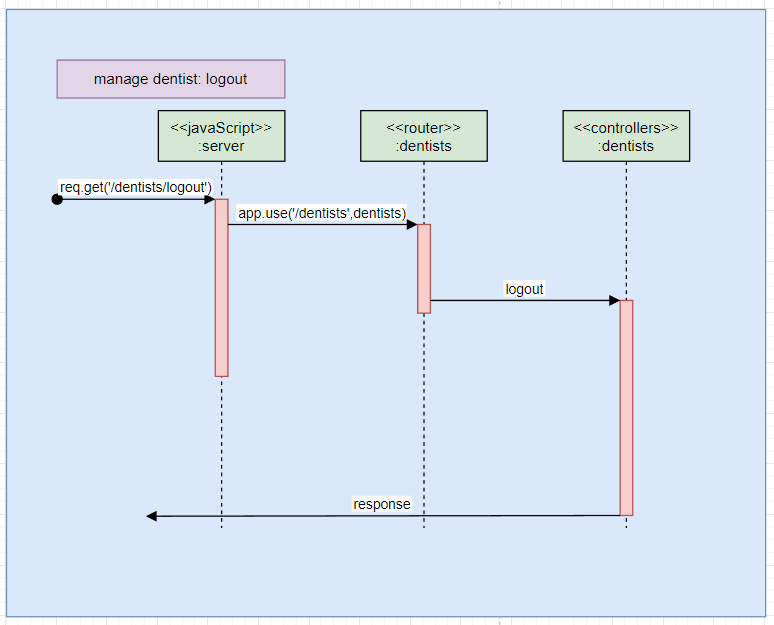 manage dentist: logout
<<javaScript>>
:server
<<router>>
:dentists
<<controllers>>
:dentists
req.get('/dentists/logout')
app.use('/dentists',dentists)
logout
response